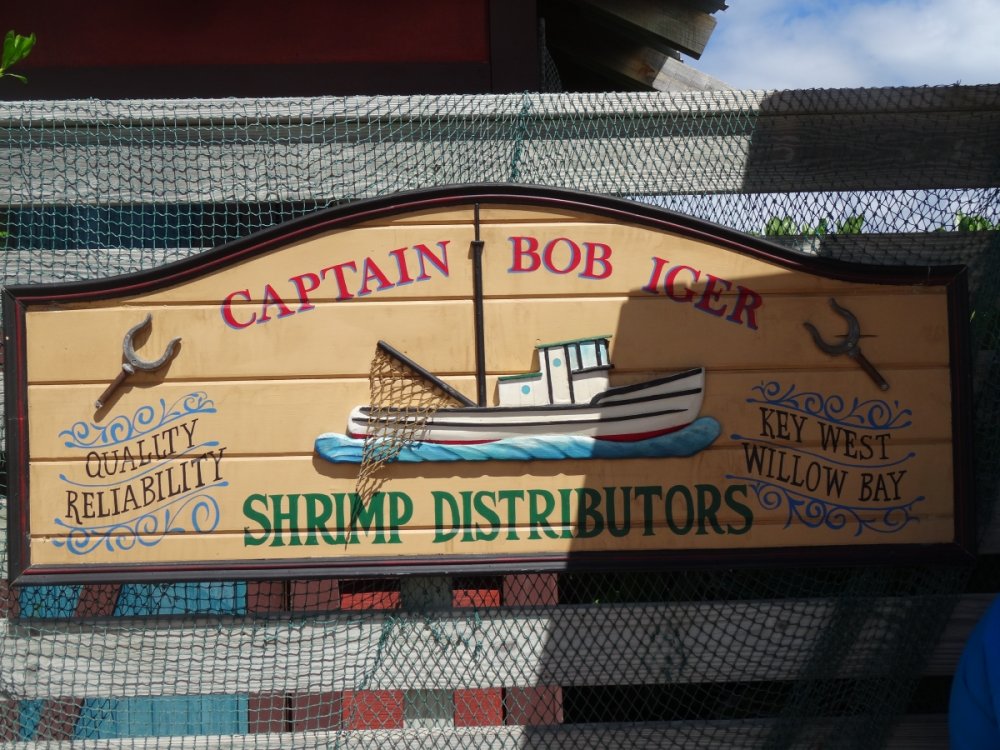 CAPTAIN BOB IGER
QUALITY
RELIABILITY
KEY WEST
WILLOW BAY
SHRIMP DISTRIBUTORS